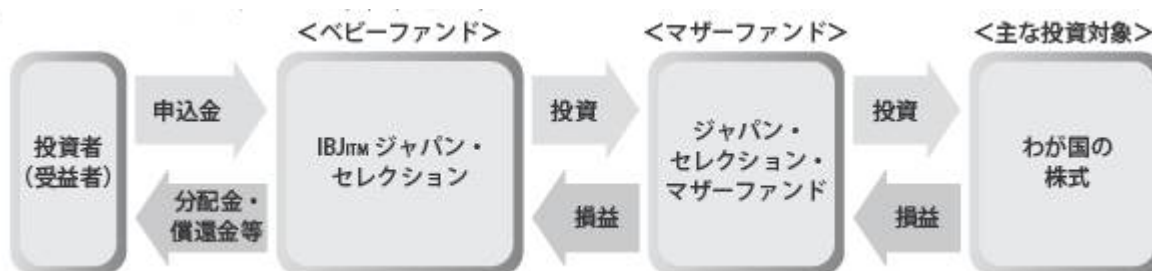 <ベビーファンド>
<マザーファンド>
<主な投資対象>
投資者
(受益者)
申込金
分配金・
償還金等
IBJITM ジャパン・
セレクション
投資
損益
ジャパン・
セレクション・
マザーファンド
投資
損益
わが国の
株式